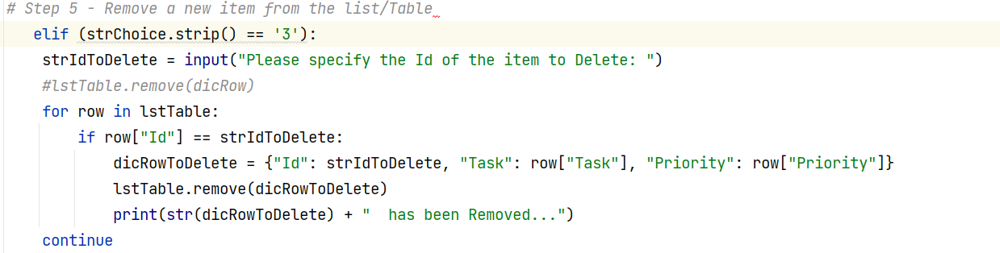 # Step 5 - Remove a new item from the list/Table
elif (strChoice.strip() == '3'):
strIdToDelete = input("Please specify the Id of the item to Delete: ")
#lstTable.remove(dicRow)
for row in lstTable:
if row["Id"] == strIdToDelete:
dicRowToDelete = {"Id": strIdToDelete, "Task": row["Task"], "Priority": row["Priority"]}
lstTable.remove(dicRowToDelete)
print(str(dicRowToDelete) + "  has been Removed...")
continue